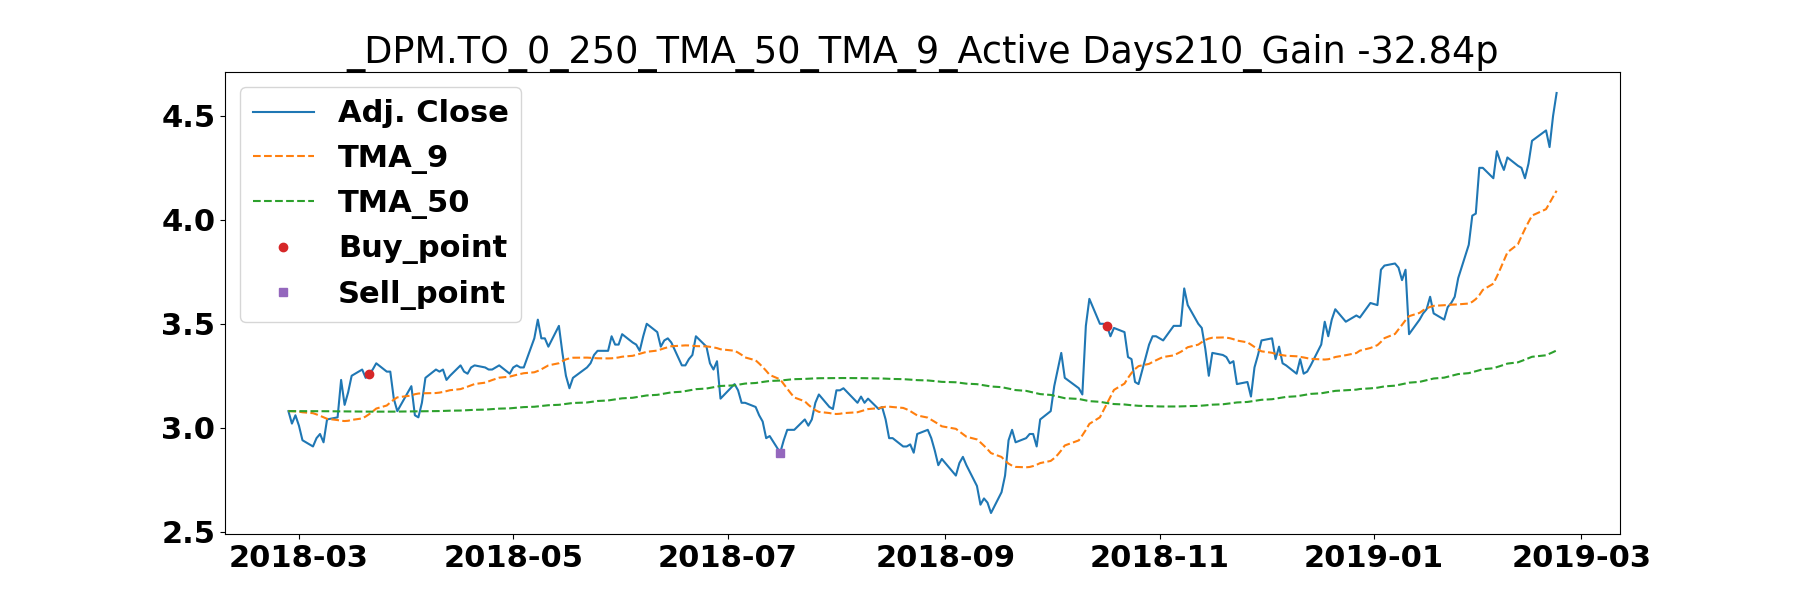 _DPM.TO_0_250_TMA_50_TMA_9_Active Days210_Gain -32.84p
Adj. Close
TMA_9
TMA_50
Buy_point
Sell_point
4.5
4.0
3.5
3.0
2.5
2018-03 2018-05 2018-07 2018-09 2018-11 2019-01 2019-03